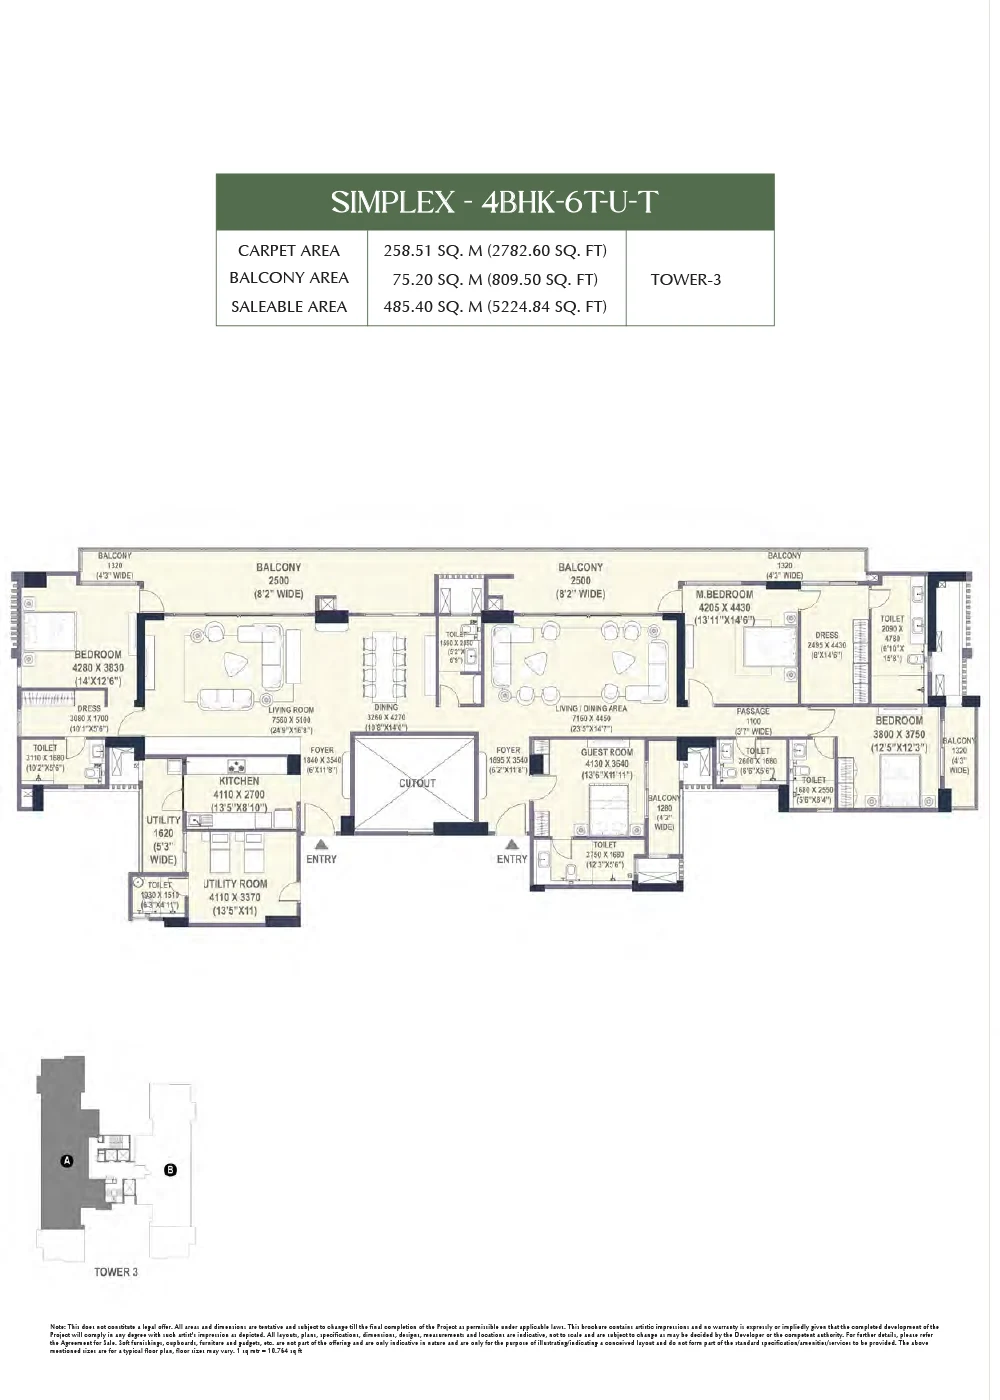 SIMPLEX - 4BHK-6T-U-T
CARPET AREA 258.51 SQ. M (2782.60 SQ. FT)
BALCONY AREA 75.20 SQ. M (809.50 SQ. FT) TOWER-3
SALEABLE AREA 485.40 SQ. M (5224.84 SQ. FT)
BALCONY
1320
(4'3" WIDE)
BALCONY
2500
(8'2" WIDE)
BALCONY
2500
(8'2" WIDE)
BALCONY
1320
(4'3" WIDE)
BEDROOM
4280 X 3830
(14'X12'6")
TOILET
M.BEDROOM
4205 X 4430
(13'11"X14'6")
DRESS
2495 X 4430
(8'X14'6")
TOILET
2090 X
4780
(6'10"X
15'8")
DRESS
3080 X 1700
(10'1"X5'6")
LIVING ROOM
7560 X 5100
(24'9"X16'8")
DINING
3260 X 4270
(10'8"X14'0")
LIVING / DINING AREA
7160 X 4450
(23'5"X14'7")
PASSAGE
1100
(3'7" WIDE)
BEDROOM
3800 X 3750
(12'5"X12'3")
BALCONY
1320
(4'3"
WIDE)
TOILET
3110 X 1680
(10'2"X5'6")
FOYER
1840 X 3540
(6'X11'8")
CUTOUT
FOYER
1895 X 3540
(6'2"X11'8")
GUEST ROOM
4130 X 3640
(13'6"X11'11")
TOILET
2000 X 1680
(6'6"X5'6")
TOILET
1680 X 2550
(5'6"X8'4")
KITCHEN
4110 X 2700
(13'5"X8'10")
BALCONY
1280
(4'2"
WIDE)
UTILITY
1620
(5'3"
WIDE)
ENTRY
ENTRY
TOILET
3750 X 1680
(12'3"X5'6")
UTILITY ROOM
4110 X 3370
(13'5"X11)
TOILET
1930 X 1510
(6'3"X4'11")
A
B
TOWER 3
Note: This does not constitute a legal offer. All areas and dimensions are tentative and subject to change till the final completion of the Project as permissible under applicable laws. This brochure contains artistic impressions and no warranty is expressly or impliedly given that the completed development of the
Project will comply in any degree with such artist's impression as depicted. All layouts, plans, specifications, dimensions, designs, measurements and locations are indicative, not to scale and are subject to change as may be decided by the Developer or the competent authority. For further details, please refer
the Agreement for Sale. Soft furnishings, cupboards, furniture and gadgets, etc. are not part of the offering and are only indicative in nature and are only for the purpose of illustrating/indicating a conceived layout and do not form part of the standard specification/amenities/services to be provided. The above
mentioned sizes are for a typical floor plan, floor sizes may vary. 1 sq mtr = 10.764 sq ft